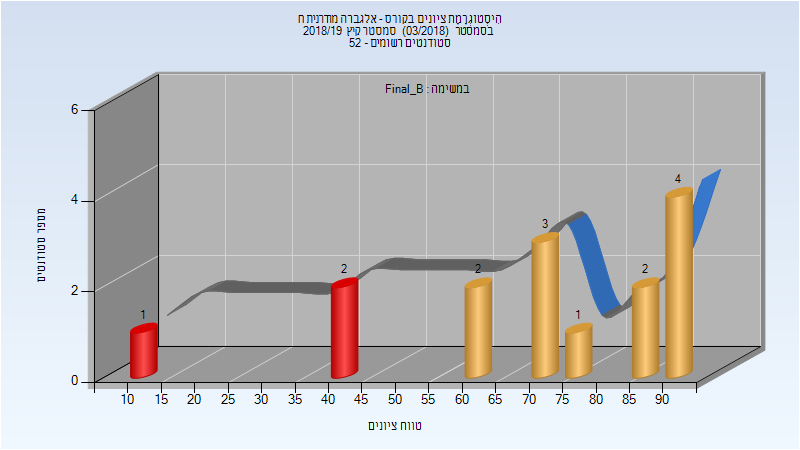 היסטוגרמת ציונים בקורס - אלגברה מודרנית ח
בסמסטר (03/2018) סמסטר קיץ 2018/19
סטודנטים רשומים - 52
במשימה : Final_B
מספר סטודנטים
6
4
2
0
1
2
2
3
1
2
4
10 15 20 25 30 35 40 45 50 55 60 65 70 75 80 85 90
טווח ציונים